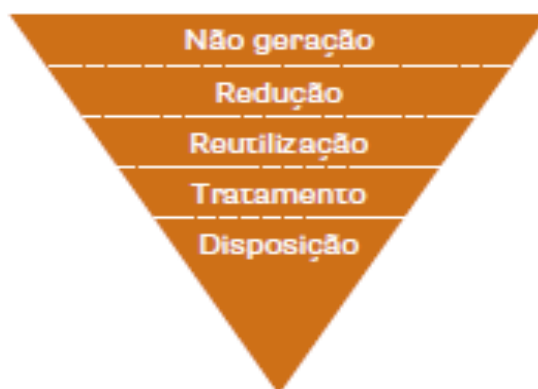 Não geração
Redução
Reutilização
Tratamento
Disposição